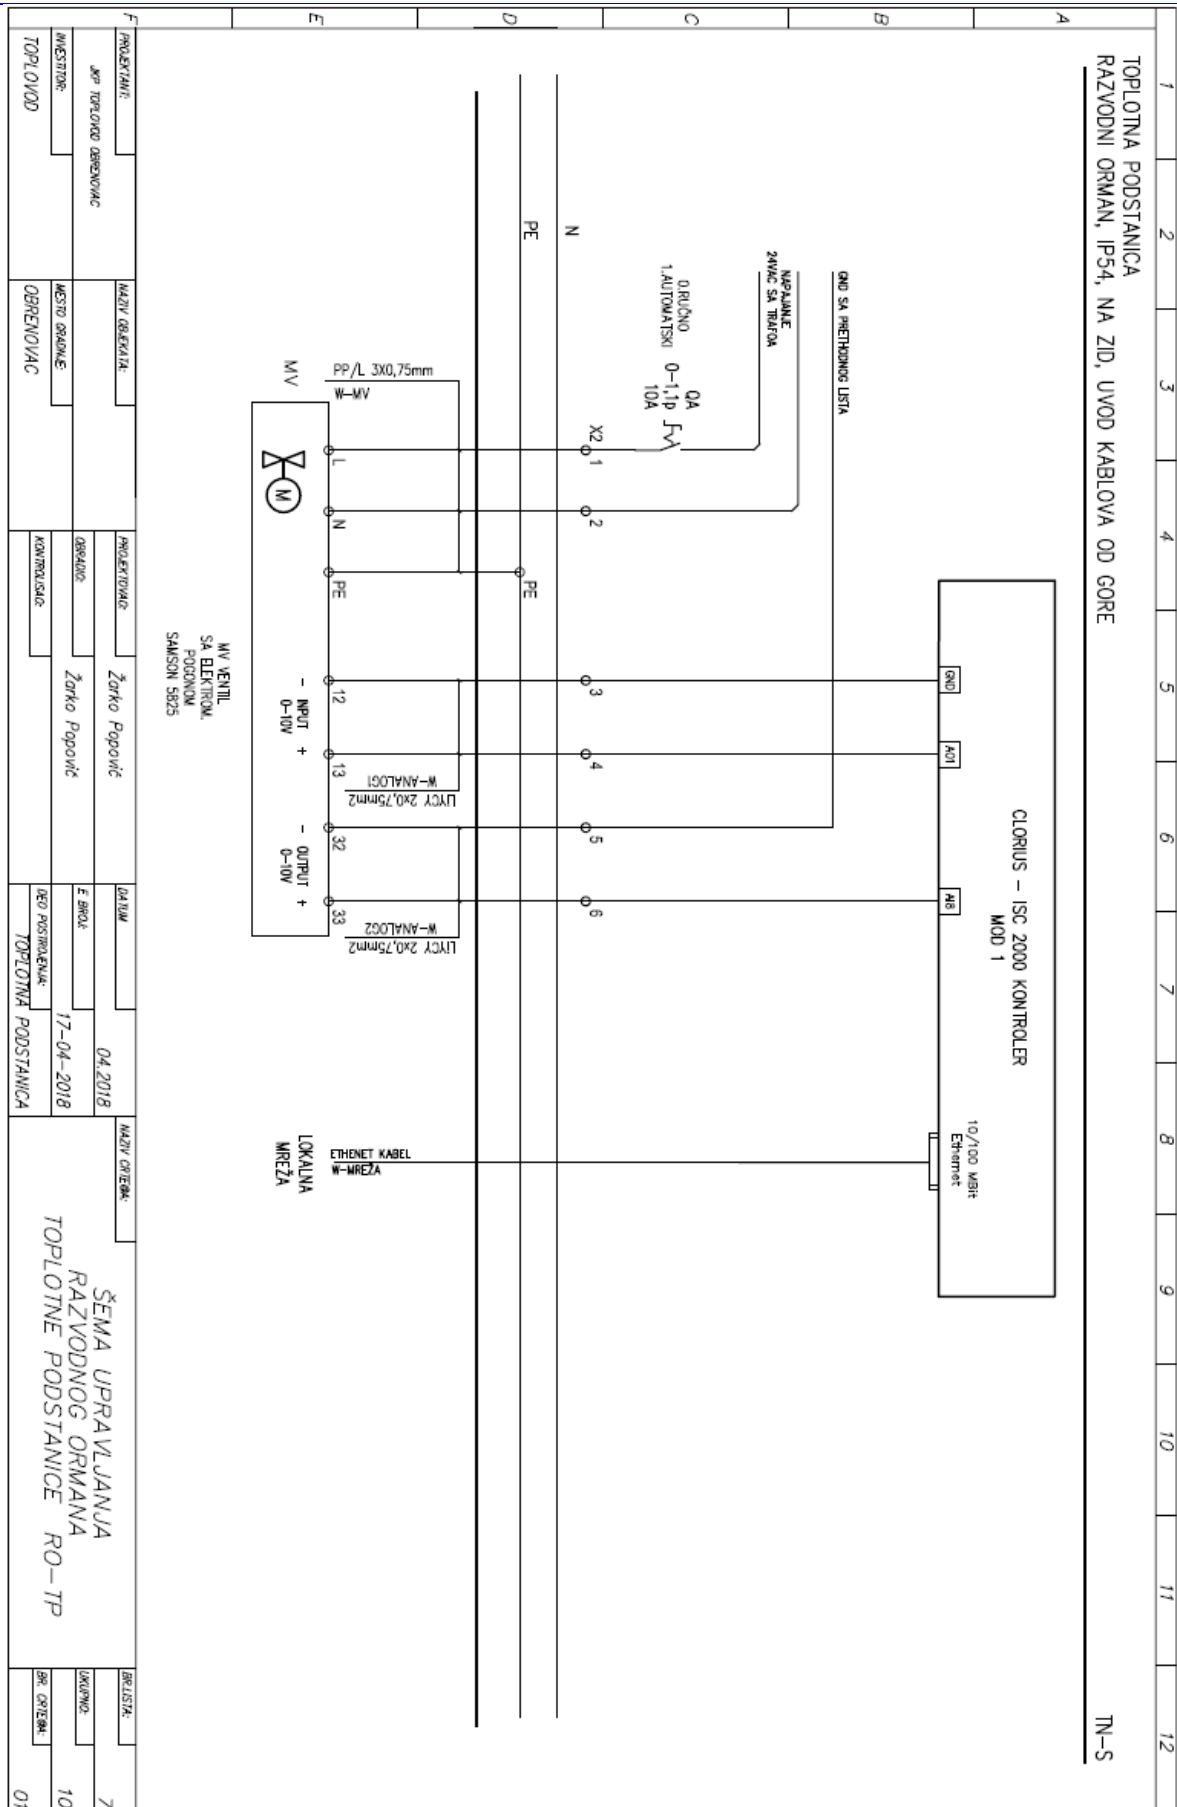 1 2 3 4 5 6 7 8 9 10 11 12
A
B
C
D
E
F
TOPLOTNA PODSTANICA
RAZVODNI ORMAN, IP54, NA ZID, UVOD KABLOVA OD GORE
TN-S
CLORIUS - ISC 2000 KONTROLER
MOD 1
GND
AO1
AI8
10/100 MBit
Ethernet
GND SA PRETHODNOG LISTA
NAPAJANJE
24VAC SA TRAFOA
0.RUČNO
1.AUTOMATSKI
QA
0-1,1p
10A
X2
1
2
3
4
5
6
N
PE
PE
PP/L 3X0,75mm
W-MV
MV
L
N
PE
12
13
32
33
M
- INPUT +
0-10V
- OUTPUT +
0-10V
W-ANALOG1
LiYCY 2x0,75mm2
W-ANALOG2
LiYCY 2x0,75mm2
ETHENET KABEL
W-MREŽA
LOKALNA
MREŽA
MV VENTIL
SA ELEKTROM.
POGONOM
SAMSON 5825
PROJEKTANT:
JKP TOPLOVOD OBRENOVAC
INVESTITOR:
TOPLOVOD
NAZIV OBJEKATA:
MESTO GRADNJE:
OBRENOVAC
PROJEKTOVAO:
Žarko Popović
OBRADIO:
Žarko Popović
KONTROLISAO:
DATUM
04.2018
E BROJ:
17-04-2018
DEO POSTROJENJA:
TOPLOTNA PODSTANICA
NAZIV CRTEŽA:
ŠEMA UPRAVLJANJA
RAZVODNOG ORMANA
TOPLOTNE PODSTANICE RO-TP
BR.LISTA:
7
UKUPNO:
10
BR. CRTEŽA:
01